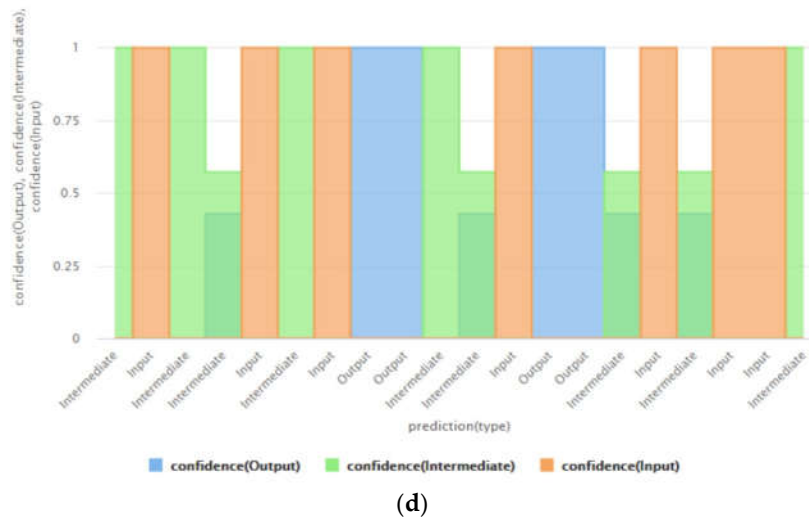 confidence(Output), confidence(Intermediate),
confidence(Input)
1
0.75
0.5
0.25
0
Intermediate
Input
Intermediate
Intermediate
Input
Intermediate
Input
Output
Output
Intermediate
Intermediate
Input
Output
Output
Intermediate
Input
Intermediate
Input
Input
Intermediate
prediction(type)
confidence(Output) confidence(Intermediate) confidence(Input)
(d)